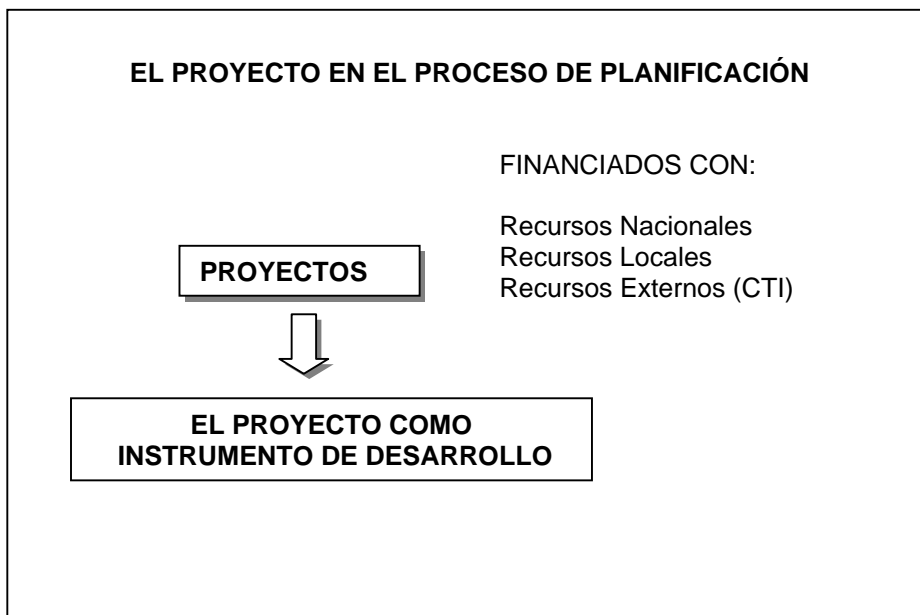 EL PROYECTO EN EL PROCESO DE PLANIFICACIÓN
FINANCIADOS CON:
Recursos Nacionales
Recursos Locales
Recursos Externos (CTI)
PROYECTOS
EL PROYECTO COMO
INSTRUMENTO DE DESARROLLO